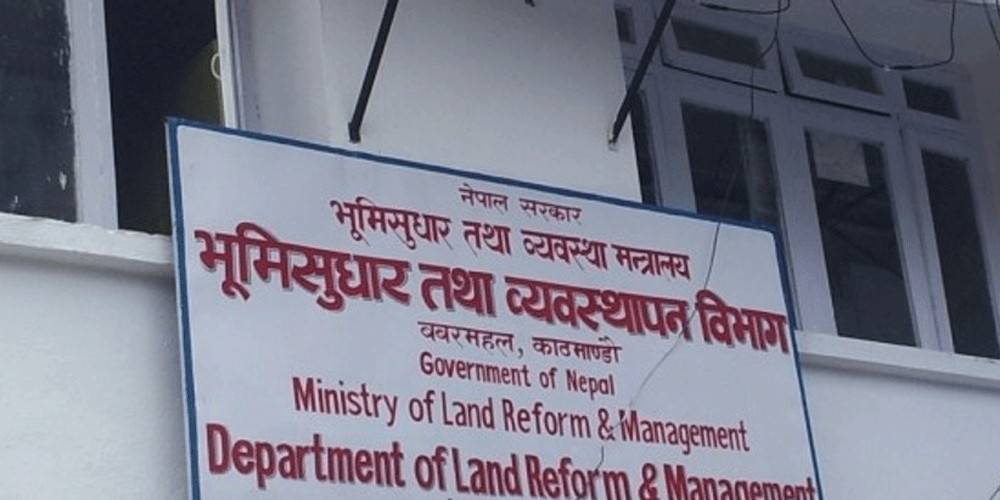 नेपाल सरकार
भूमिसुधार तथा व्यवस्था मन्त्रालय
भूमिसुधार तथा व्यवस्थापन विभाग
बबरमहल, काठमाण्डौ
Government of Nepal
Ministry of Land Reform & Management
Department of Land Reform & Management